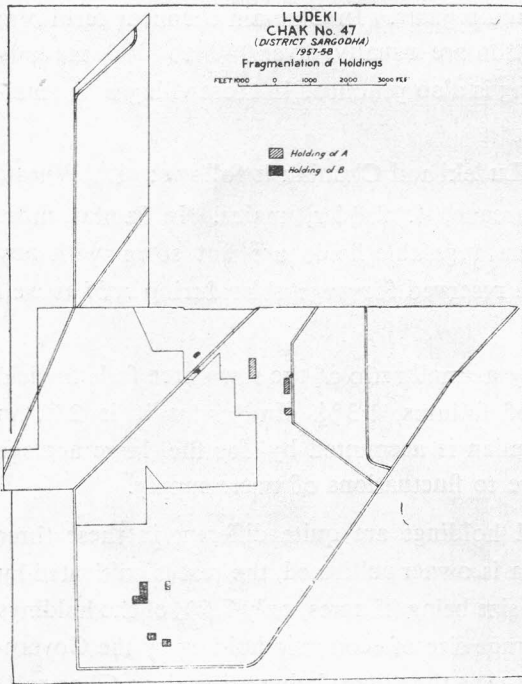 LUDEKI
CHAK No. 47
(DISTRICT SARGODHA)
1957-58
Fragmentation of Holdings
FEET 1000 0 1000 2000 3000 FEET
Holding of A
Holding of B